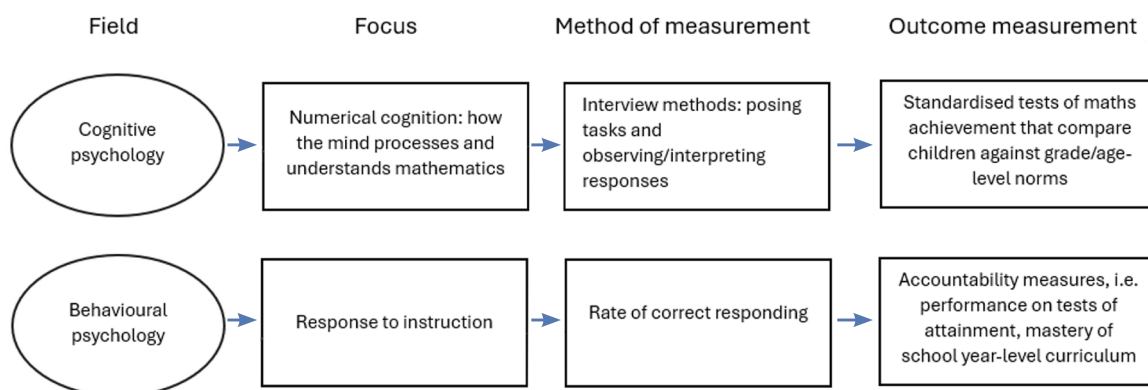 Field
Focus
Method of measurement
Outcome measurement
Cognitive
psychology
Numerical cognition: how
the mind processes and
understands mathematics
Interview methods: posing
tasks and
observing/interpreting
responses
Standardised tests of maths
achievement that compare
children against grade/age-
level norms
Behavioural
psychology
Response to instruction
Rate of correct responding
Accountability measures, i.e.
performance on tests of
attainment, mastery of
school year-level curriculum